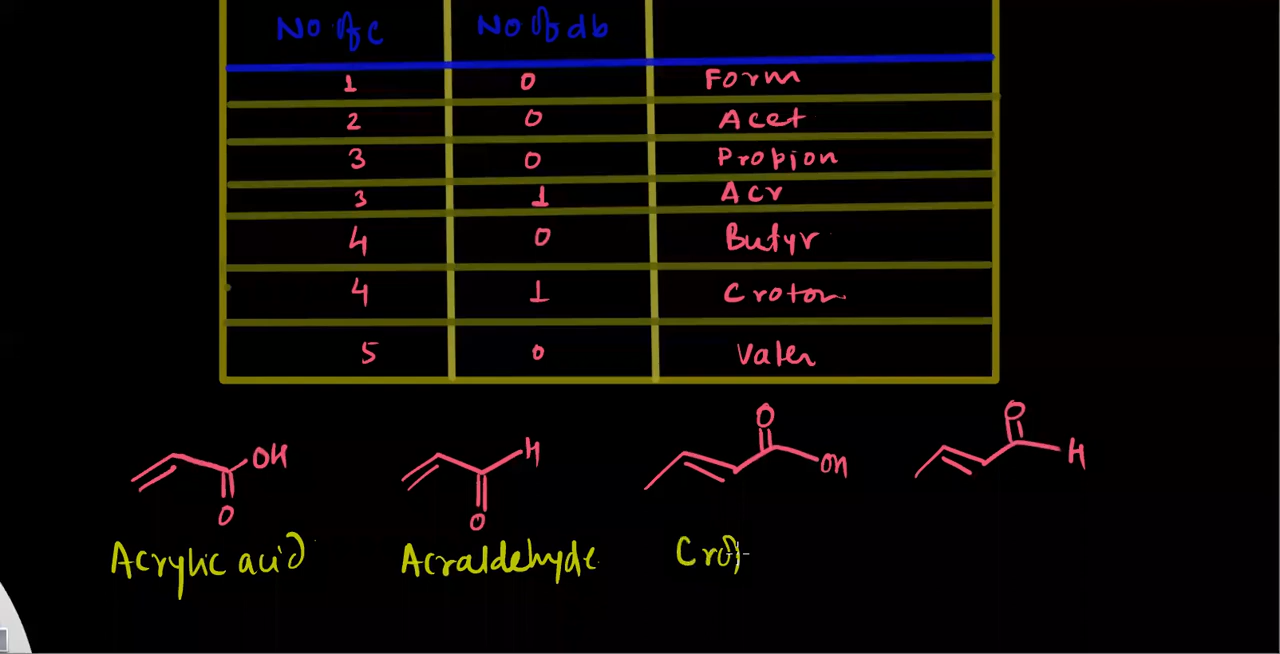 No of c No of db
1 0 Form
2 0 Acet
3 0 Propion
3 1 Acr
4 0 Butyr
4 1 Croton
5 0 Valer
OH O
H O
O OH
O H
Acrylic acid Acraldehyde Crot